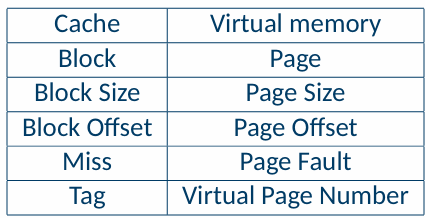 Cache Virtual memory
Block Page
Block Size Page Size
Block Offset Page Offset
Miss Page Fault
Tag Virtual Page Number